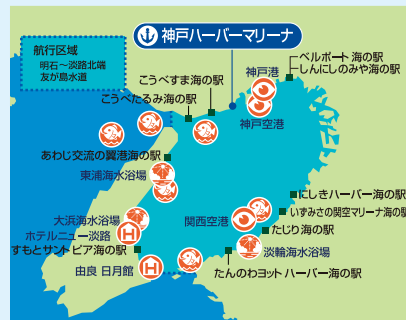 神戸ハーバーマリーナ
航行区域
明石～淡路北端
友が島水道
神戸港
ベルポート 海の駅
しんにしのみや海の駅
こうべすま海の駅
こうべたるみ海の駅
神戸空港
あわじ交流の翼港海の駅
東浦海水浴場
にしきハーバー海の駅
大浜海水浴場
いずみさの関空マリーナ海の駅
関西空港
たじり海の駅
ホテルニュー淡路
すもとサントピア海の駅
淡輪海水浴場
由良 日月館
H
H
たんのわヨット ハーバー海の駅